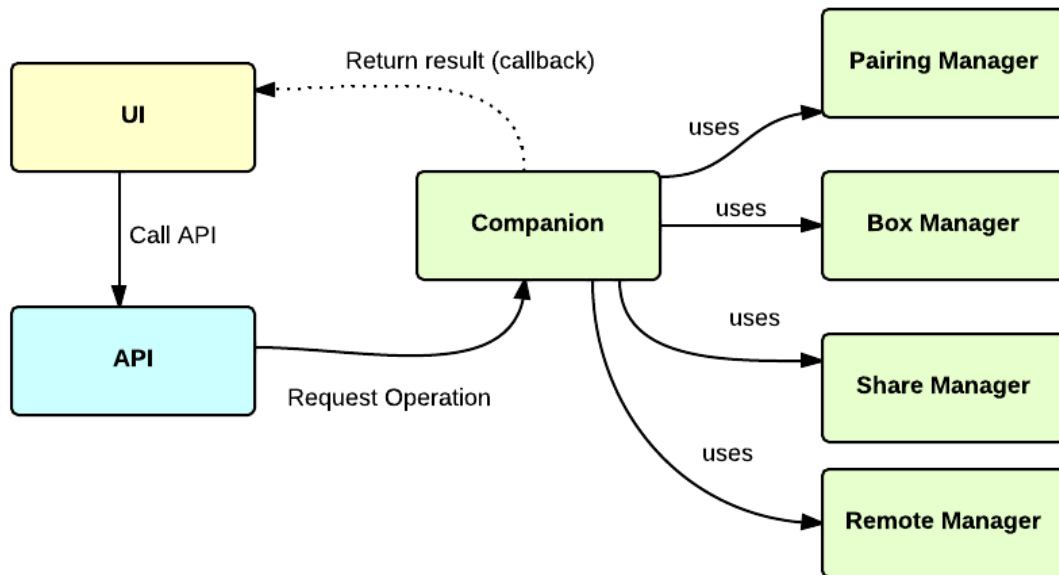 Pairing Manager
Return result (callback)
UI
uses
uses
Companion
Box Manager
Call API
uses
API
Share Manager
Request Operation
uses
Remote Manager